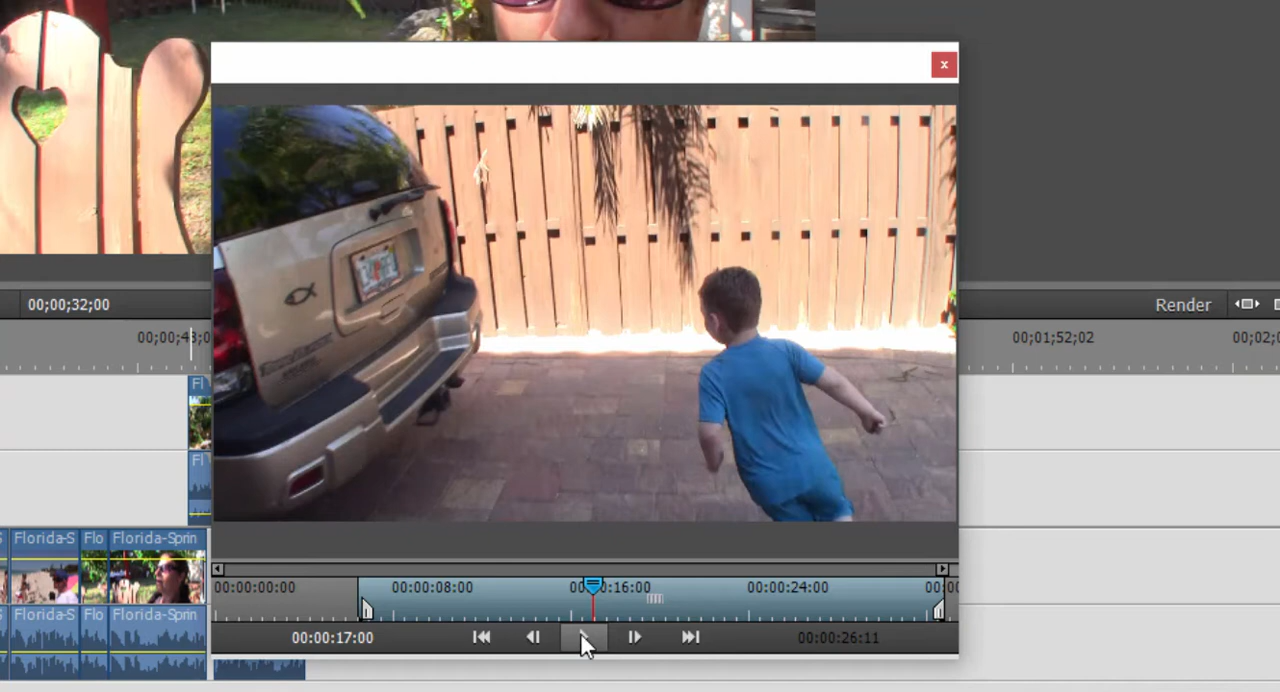 x
00;00;32;00
Render
00;00;4
00;01;52;02
00;02;
Fl
Fl
Florida-S
Flo
Florida-Sprin
Florida-S
Flo
Florida-Sprin
00:00:00:00
00:00:08:00
00:00:16:00
00:00:24:00
00:0
00:00:17:00
00:00:26:11